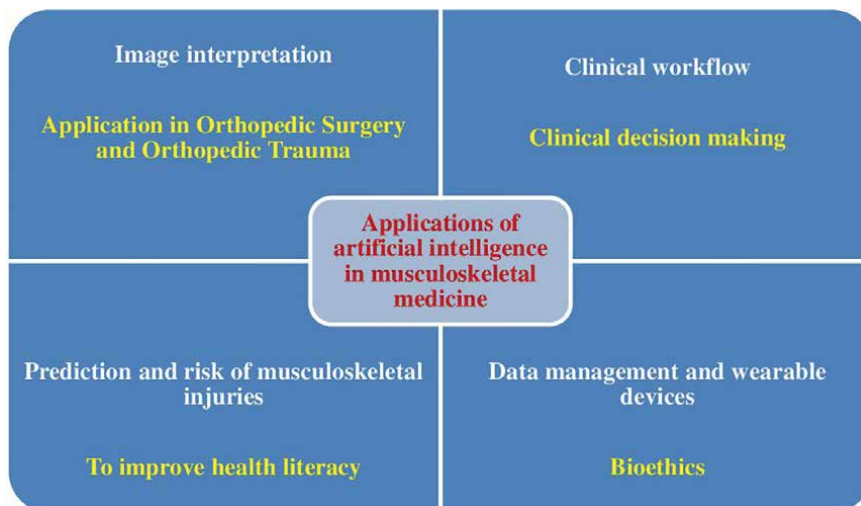 Image interpretation
Application in Orthopedic Surgery
and Orthopedic Trauma
Clinical workflow
Clinical decision making
Applications of
artificial intelligence
in musculoskeletal
medicine
Prediction and risk of musculoskeletal
injuries
To improve health literacy
Data management and wearable
devices
Bioethics